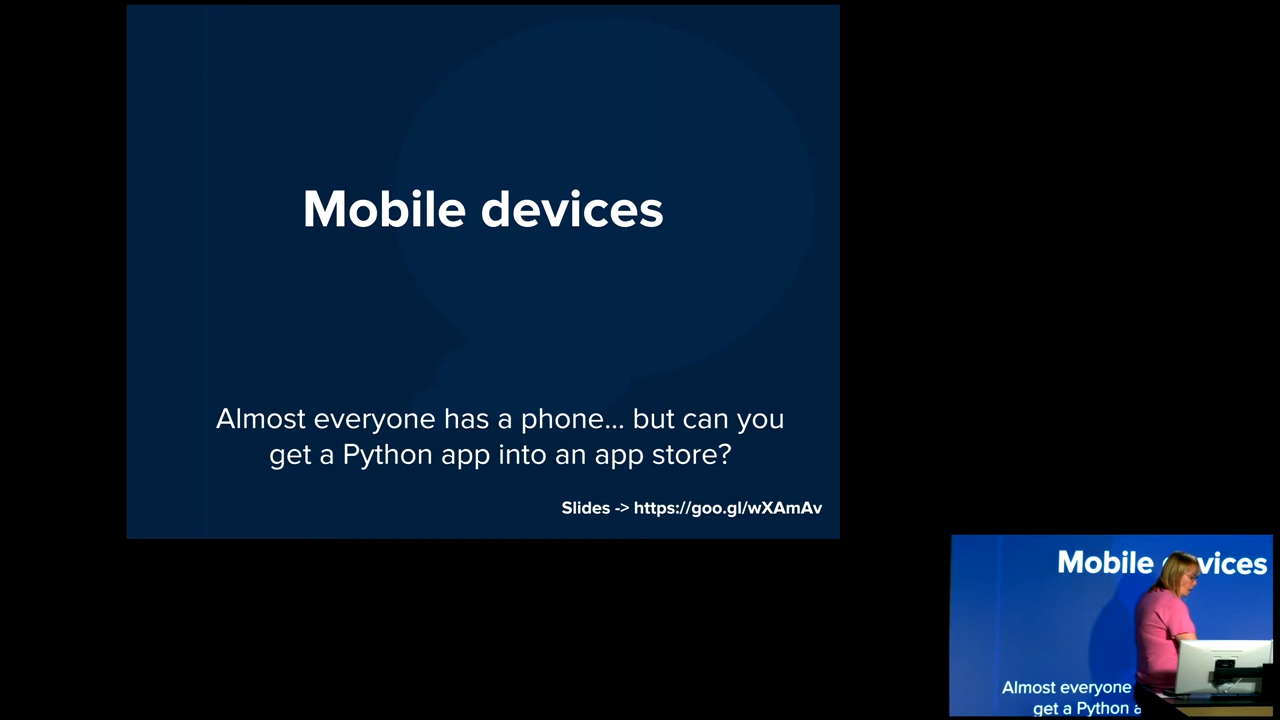 Mobile devices
Almost everyone has a phone... but can you
get a Python app into an app store?
Slides -> https://goo.gl/wXAmAv
Mobile vices
Almost everyone
get a Python a